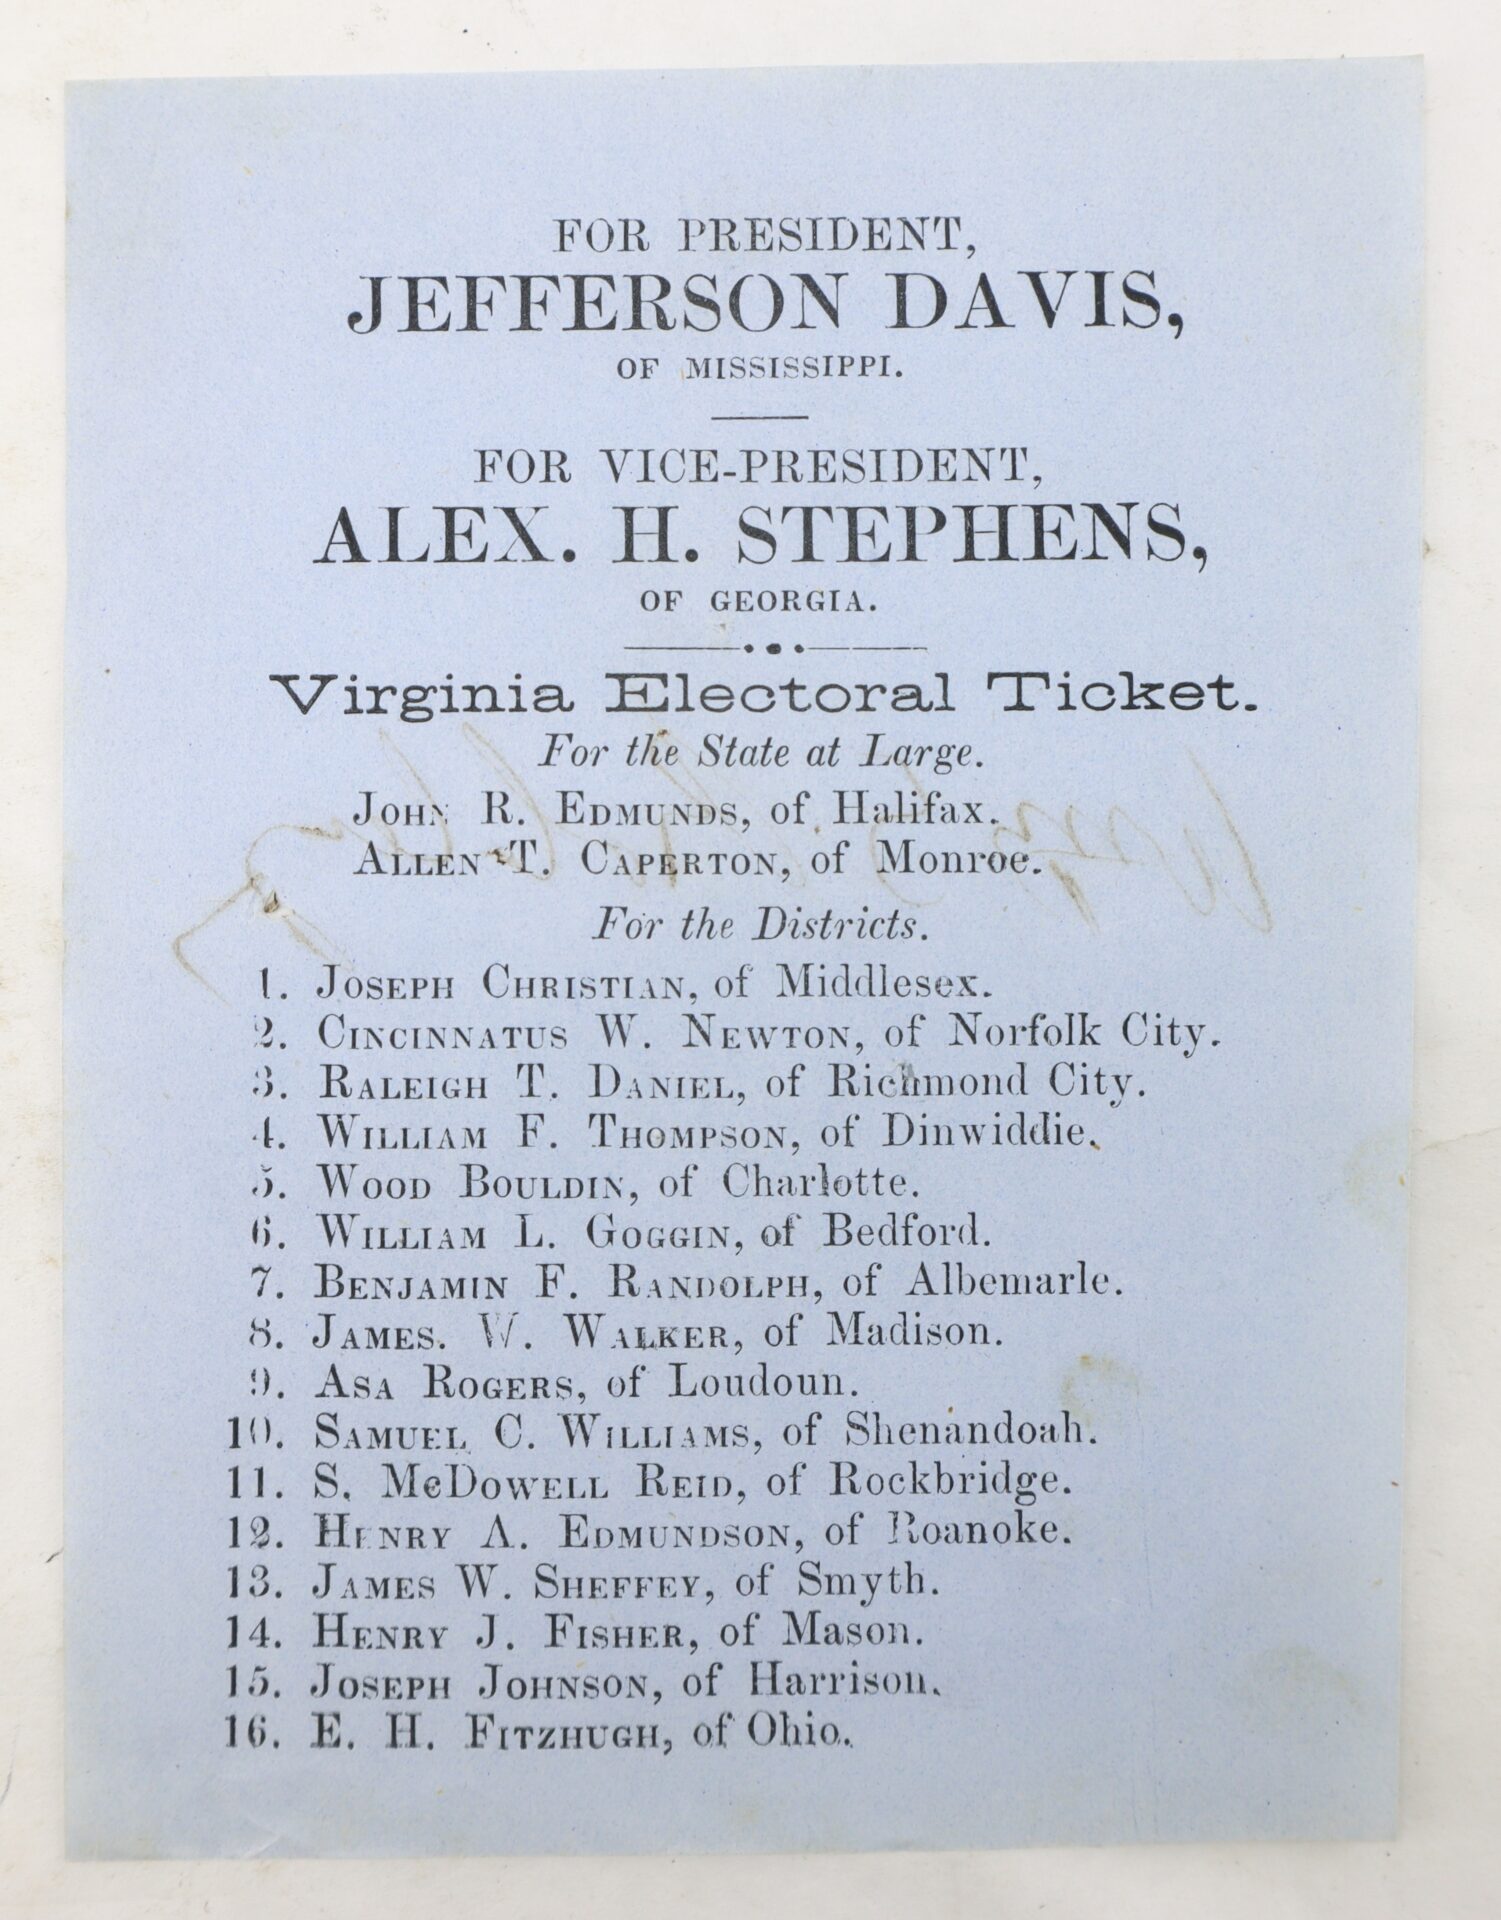 FOR PRESIDENT,
JEFFERSON DAVIS,
OF MISSISSIPPI.
FOR VICE-PRESIDENT,
ALEX. H. STEPHENS,
OF GEORGIA.
Virginia Electoral Ticket.
For the State at Large.
JOHN R. EDMUNDS, of Halifax.
ALLEN T. CAPERTON, of Monroe.
For the Districts.
1. JOSEPH CHRISTIAN, of Middlesex.
2. CINCINNATUS W. NEWTON, of Norfolk City.
3. RALEIGH T. DANIEL, of Richmond City.
4. WILLIAM F. THOMPSON, of Dinwiddie.
5. WOOD BOULDIN, of Charlotte.
6. WILLIAM L. GOGGIN, of Bedford.
7. BENJAMIN F. RANDOLPH, of Albemarle.
8. JAMES. W. WALKER, of Madison.
9. ASA ROGERS, of Loudoun.
10. SAMUEL C. WILLIAMS, of Shenandoah.
11. S. McDOWELL REID, of Rockbridge.
12. HENRY A. EDMUNDSON, of Roanoke.
13. JAMES W. SHEFFEY, of Smyth.
14. HENRY J. FISHER, of Mason.
15. JOSEPH JOHNSON, of Harrison.
16. E. H. FITZHUGH, of Ohio.